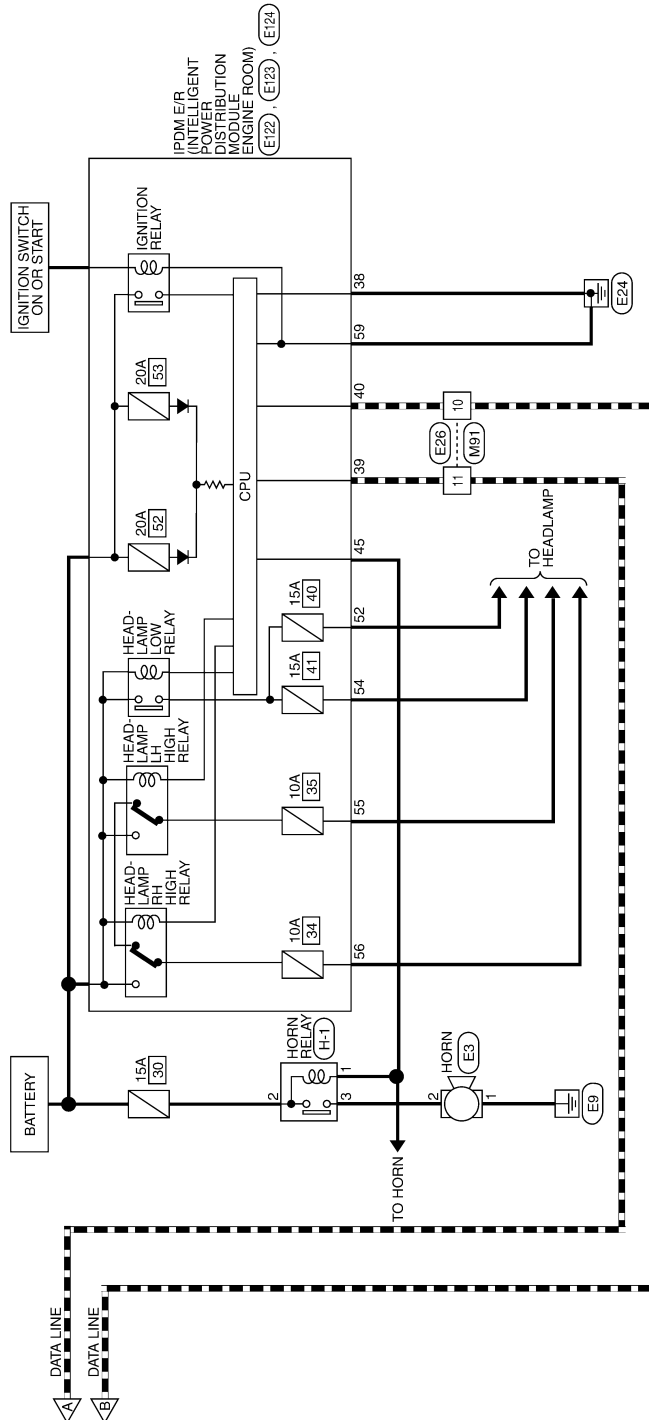 IGNITION SWITCH
ON OR START
BATTERY
IPDM E/R
(INTELLIGENT
POWER
DISTRIBUTION
MODULE
ENGINE ROOM)
E122 , E123 , E124
IGNITION
RELAY
20A
53
20A
52
HEAD-
LAMP
LOW
RELAY
HEAD-
LAMP
LH
HIGH
RELAY
HEAD-
LAMP
RH
HIGH
RELAY
CPU
15A
40
15A
41
10A
35
10A
34
15A
30
38
59
40
39
45
52
54
55
56
HORN
RELAY
H-1
2
1
3
HORN
E3
2
1
E9
TO HORN
TO
HEADLAMP
E26
M91
10
11
E24
DATA LINE
A
DATA LINE
B